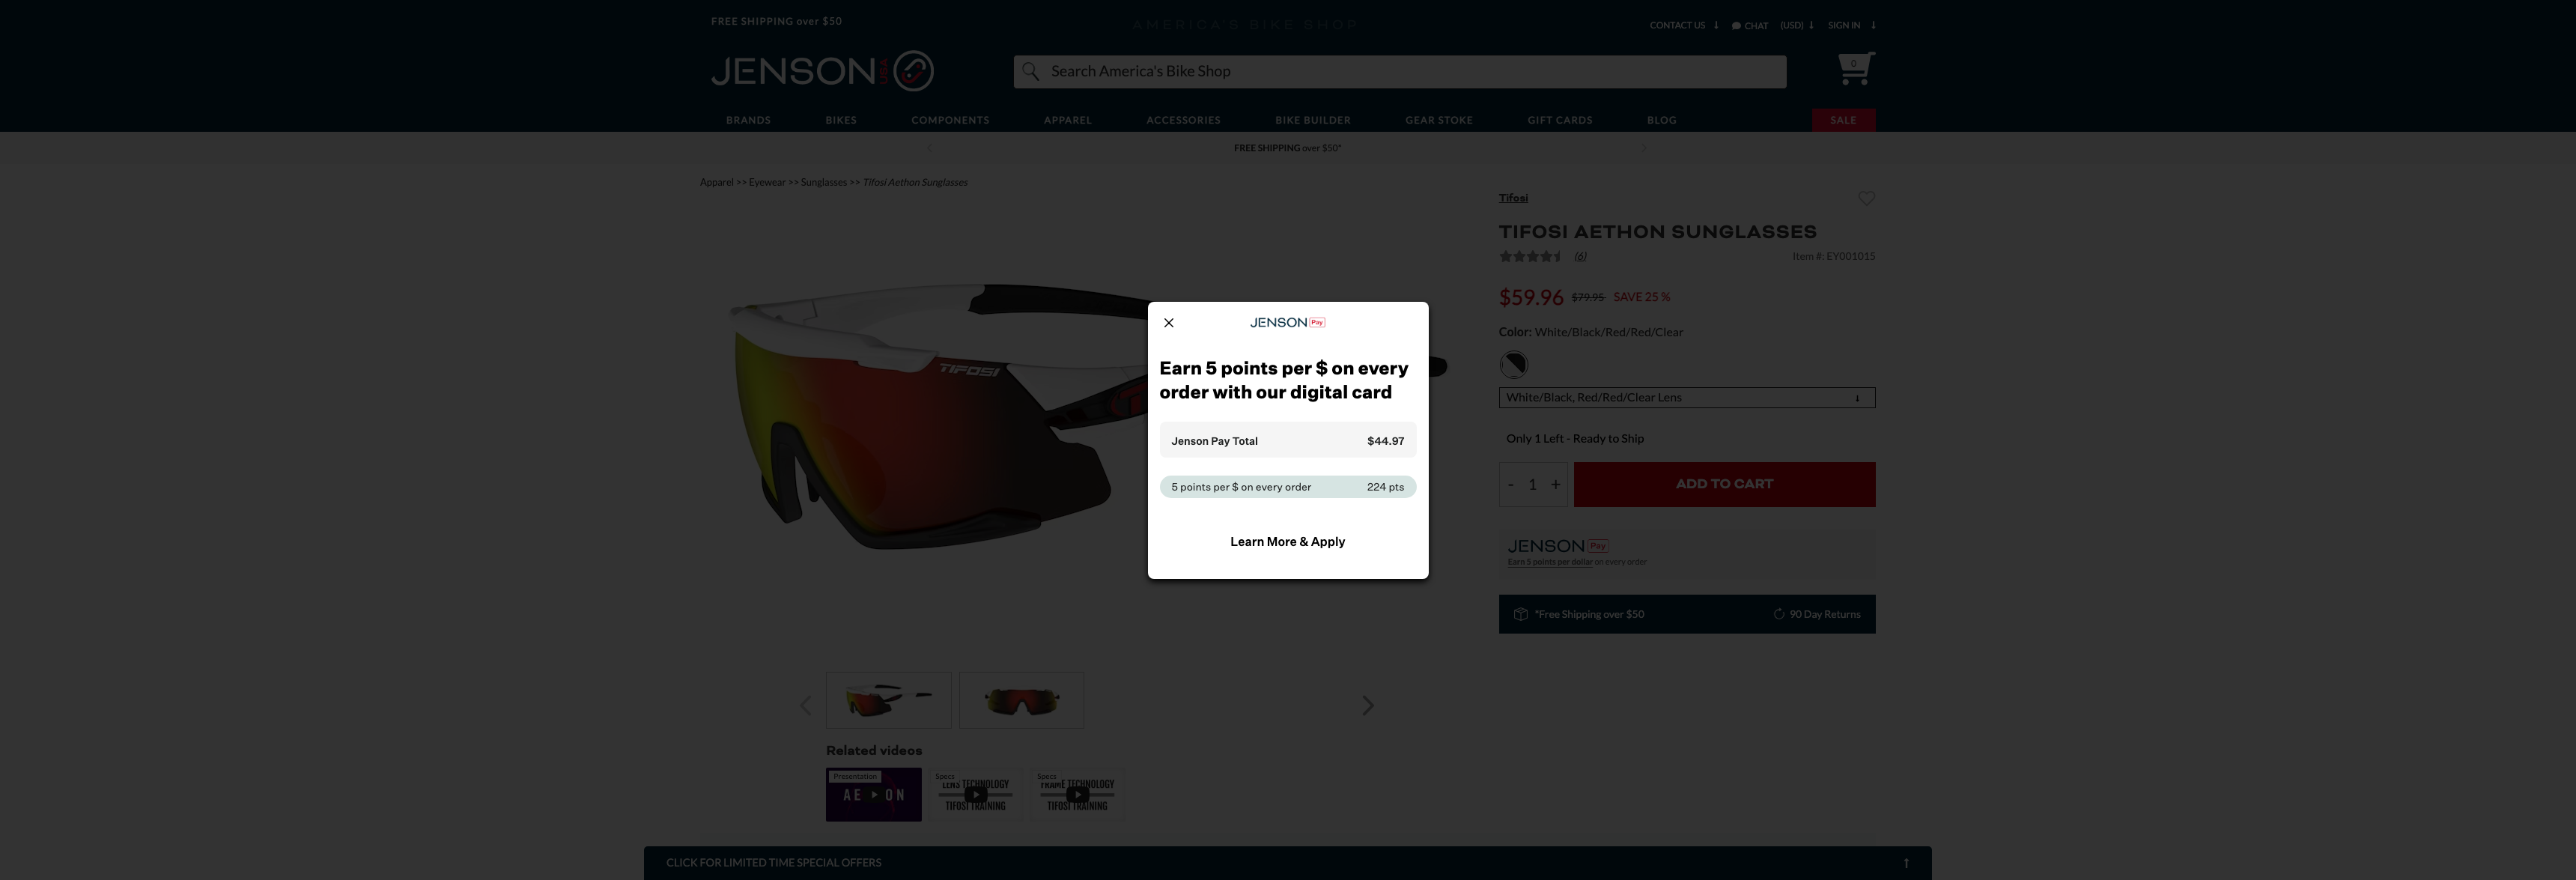 FREE SHIPPING over $50
AMERICA'S BIKE SHOP
CONTACT US
CHAT
(USD)
SIGN IN
JENSON USA
Search America's Bike Shop
0
BRANDS
BIKES
COMPONENTS
APPAREL
ACCESSORIES
BIKE BUILDER
GEAR STOKE
GIFT CARDS
BLOG
SALE
FREE SHIPPING over $50*
Apparel >> Eyewear >> Sunglasses >> Tifosi Aethon Sunglasses
TIFOSI
Tifosi
TIFOSI AETHON SUNGLASSES
(6)
Item #: EY001015
$59.96 $79.95 SAVE 25 %
Color: White/Black/Red/Red/Clear
White/Black, Red/Red/Clear Lens
Only 1 Left - Ready to Ship
- 1 +
ADD TO CART
JENSON Pay
Earn 5 points per dollar on every order
*Free Shipping over $50
90 Day Returns
JENSON Pay
Earn 5 points per $ on every
order with our digital card
Jenson Pay Total $44.97
5 points per $ on every order 224 pts
Learn More & Apply
Related videos
Presentation
AE ON
Specs
LENS TECHNOLOGY
TIFOSI TRAINING
Specs
FRAME TECHNOLOGY
TIFOSI TRAINING
CLICK FOR LIMITED TIME SPECIAL OFFERS